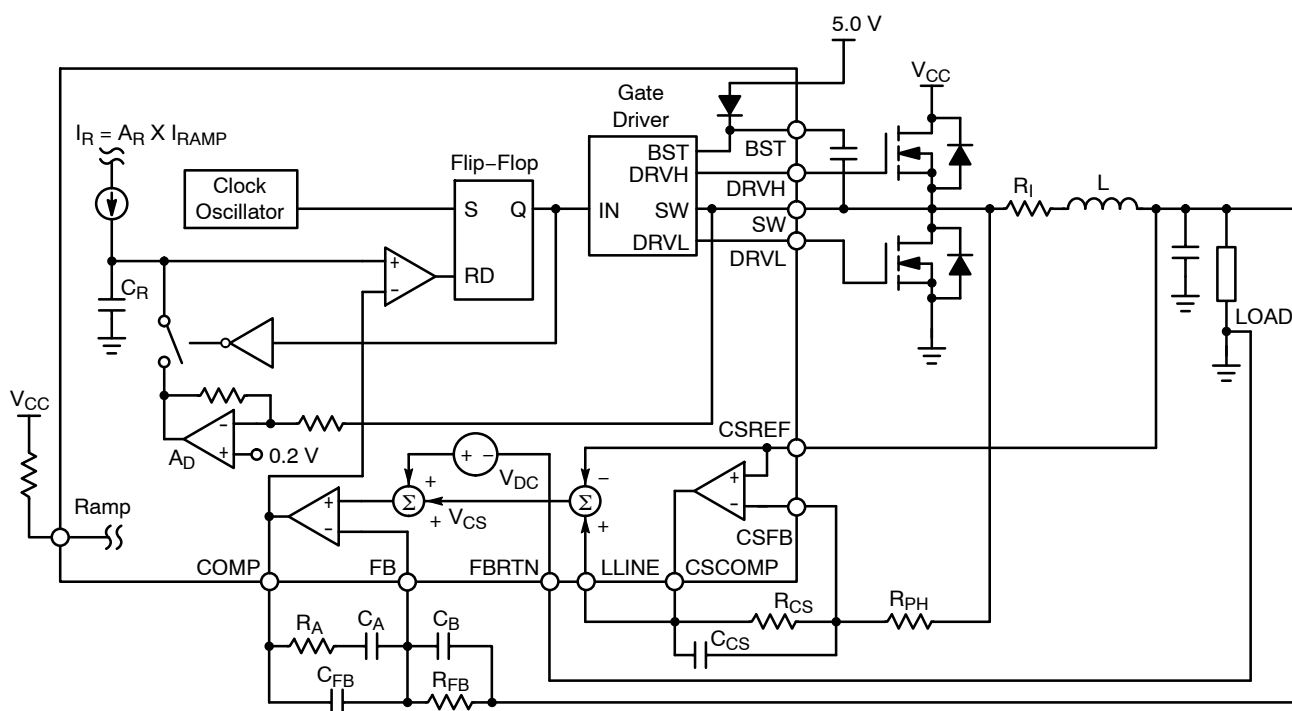 5.0 V
V_CC
I_R = A_R X I_RAMP
Gate
Driver
Flip–Flop
Clock
Oscillator
S
Q
RD
IN
BST
DRVH
SW
DRVL
BST
DRVH
SW
DRVL
R_I
L
LOAD
C_R
+
–
V_CC
A_D
–
+
0.2 V
Ramp
+
–
V_DC
+
–
+
Σ
+
V_CS
Σ
–
+
+
–
CSREF
CSFB
COMP
FB
FBRTN
LLINE
CSCOMP
R_A
C_A
C_B
C_FB
R_FB
R_CS
C_CS
R_PH